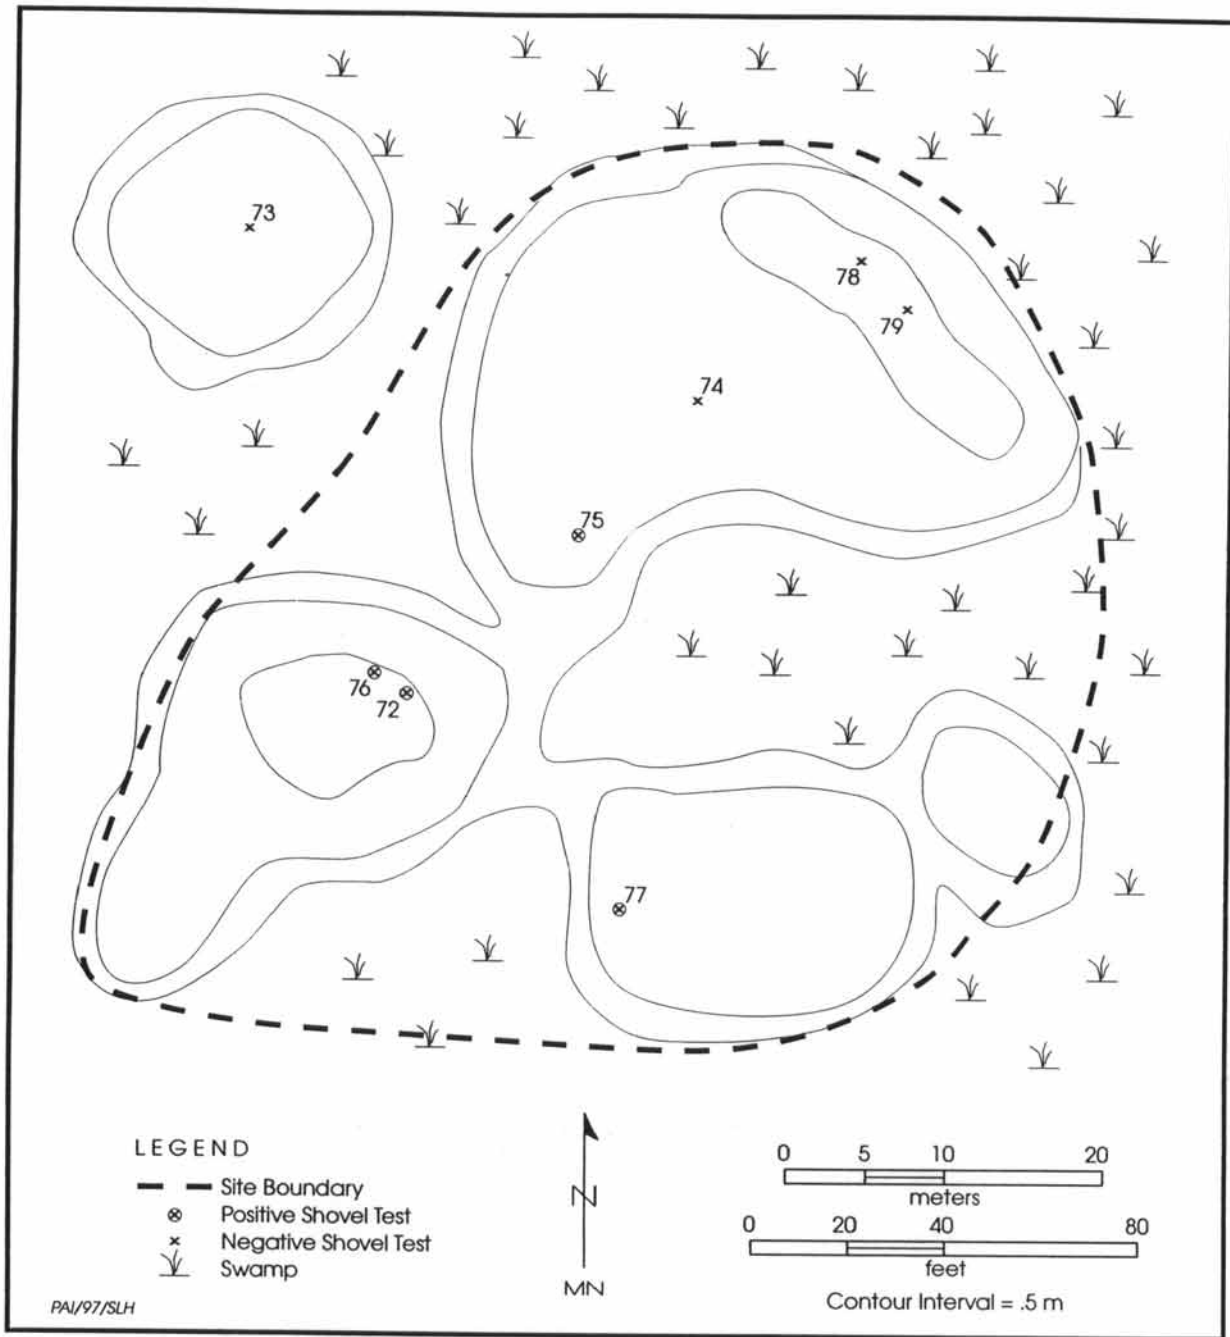 73
78
79
74
75
76
72
77
LEGEND
Site Boundary
Positive Shovel Test
Negative Shovel Test
Swamp
PAI/97/SLH
N
MN
0 5 10 20
meters
0 20 40 80
feet
Contour Interval = .5 m